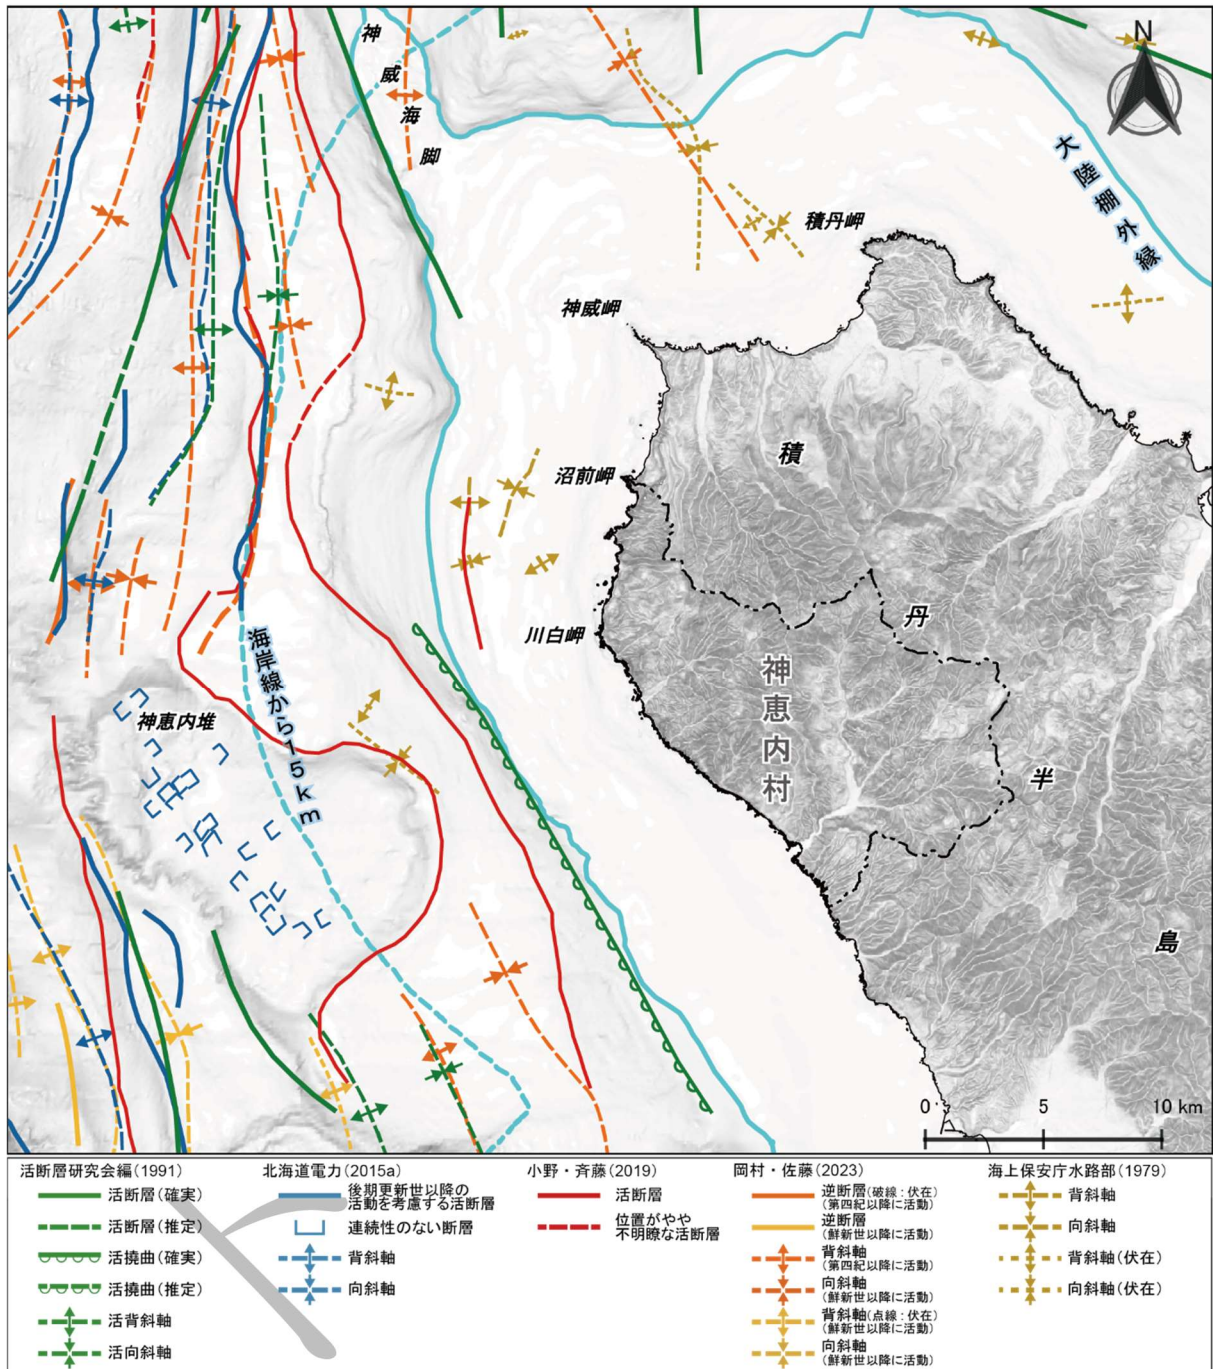 N
神威海脚
大陸棚外縁
積丹岬
神威岬
積
沼前岬
丹
川白岬
海岸線から15km
神恵内村
神恵内堆
半
島
0 5 10 km
活断層研究会編(1991)
活断層(確実)
活断層(推定)
活撓曲(確実)
活撓曲(推定)
活背斜軸
活向斜軸
北海道電力(2015a)
後期更新世以降の
活動を考慮する活断層
連続性のない断層
背斜軸
向斜軸
小野・斉藤(2019)
活断層
位置がやや
不明瞭な活断層
岡村・佐藤(2023)
逆断層(破線:伏在)
(第四紀以降に活動)
逆断層
(鮮新世以降に活動)
背斜軸
(第四紀以降に活動)
向斜軸
(鮮新世以降に活動)
背斜軸(点線:伏在)
(鮮新世以降に活動)
向斜軸
(鮮新世以降に活動)
海上保安庁水路部(1979)
背斜軸
向斜軸
背斜軸(伏在)
向斜軸(伏在)